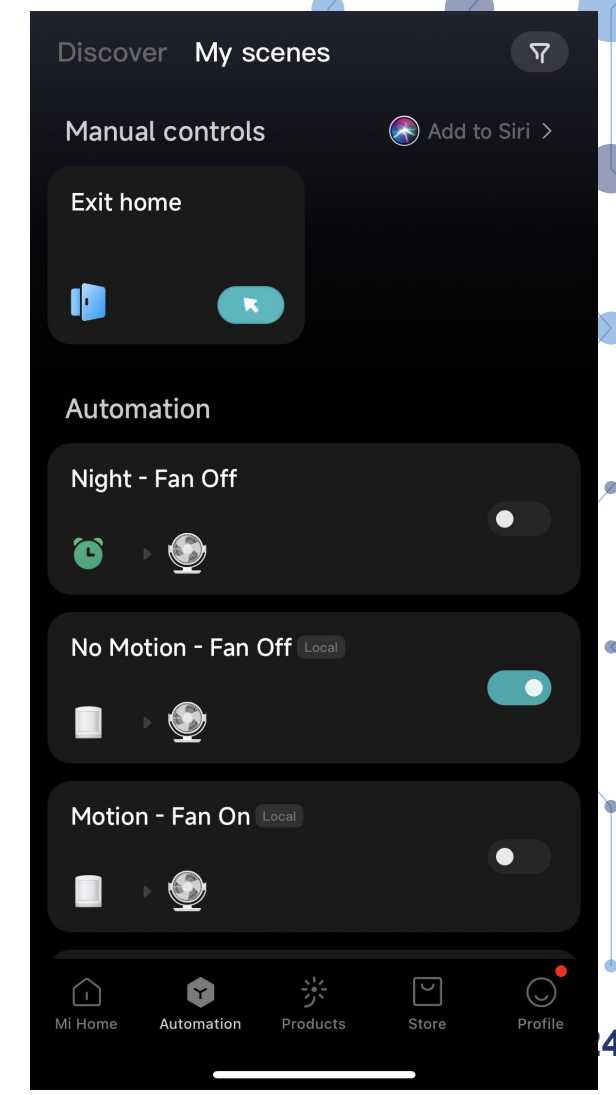 Discover My scenes
Manual controls Add to Siri >
Exit home
Automation
Night - Fan Off
No Motion - Fan Off Local
Motion - Fan On Local
Mi Home Automation Products Store Profile
24